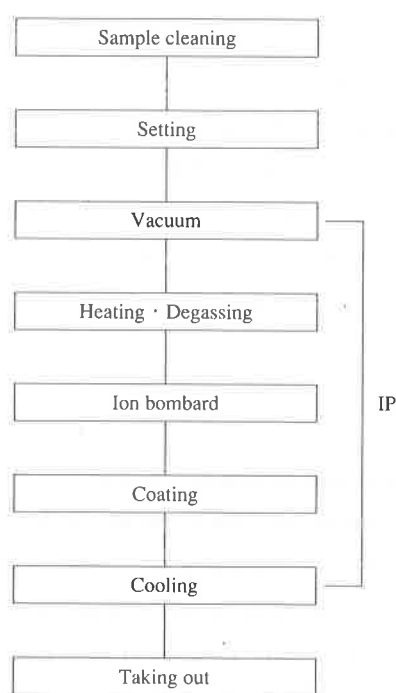 Sample cleaning
Setting
Vacuum
Heating · Degassing
Ion bombard
IP
Coating
Cooling
Taking out